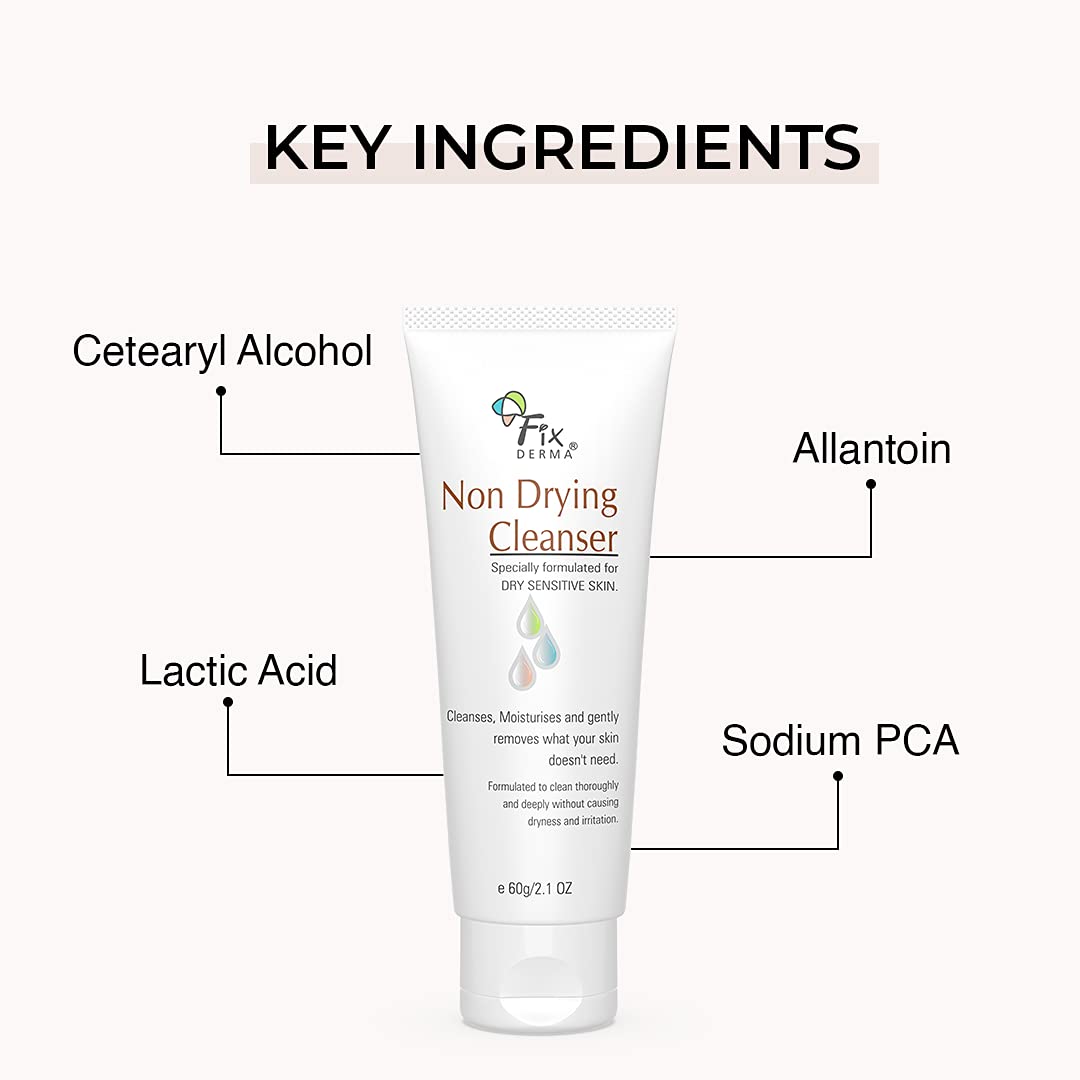 KEY INGREDIENTS
Cetearyl Alcohol
Allantoin
Lactic Acid
Sodium PCA
Fix
DERMA®
Non Drying
Cleanser
Specially formulated for
DRY SENSITIVE SKIN.
Cleanses, Moisturises and gently
removes what your skin
doesn't need.
Formulated to clean thoroughly
and deeply without causing
dryness and irritation.
e 60g/2.1 OZ